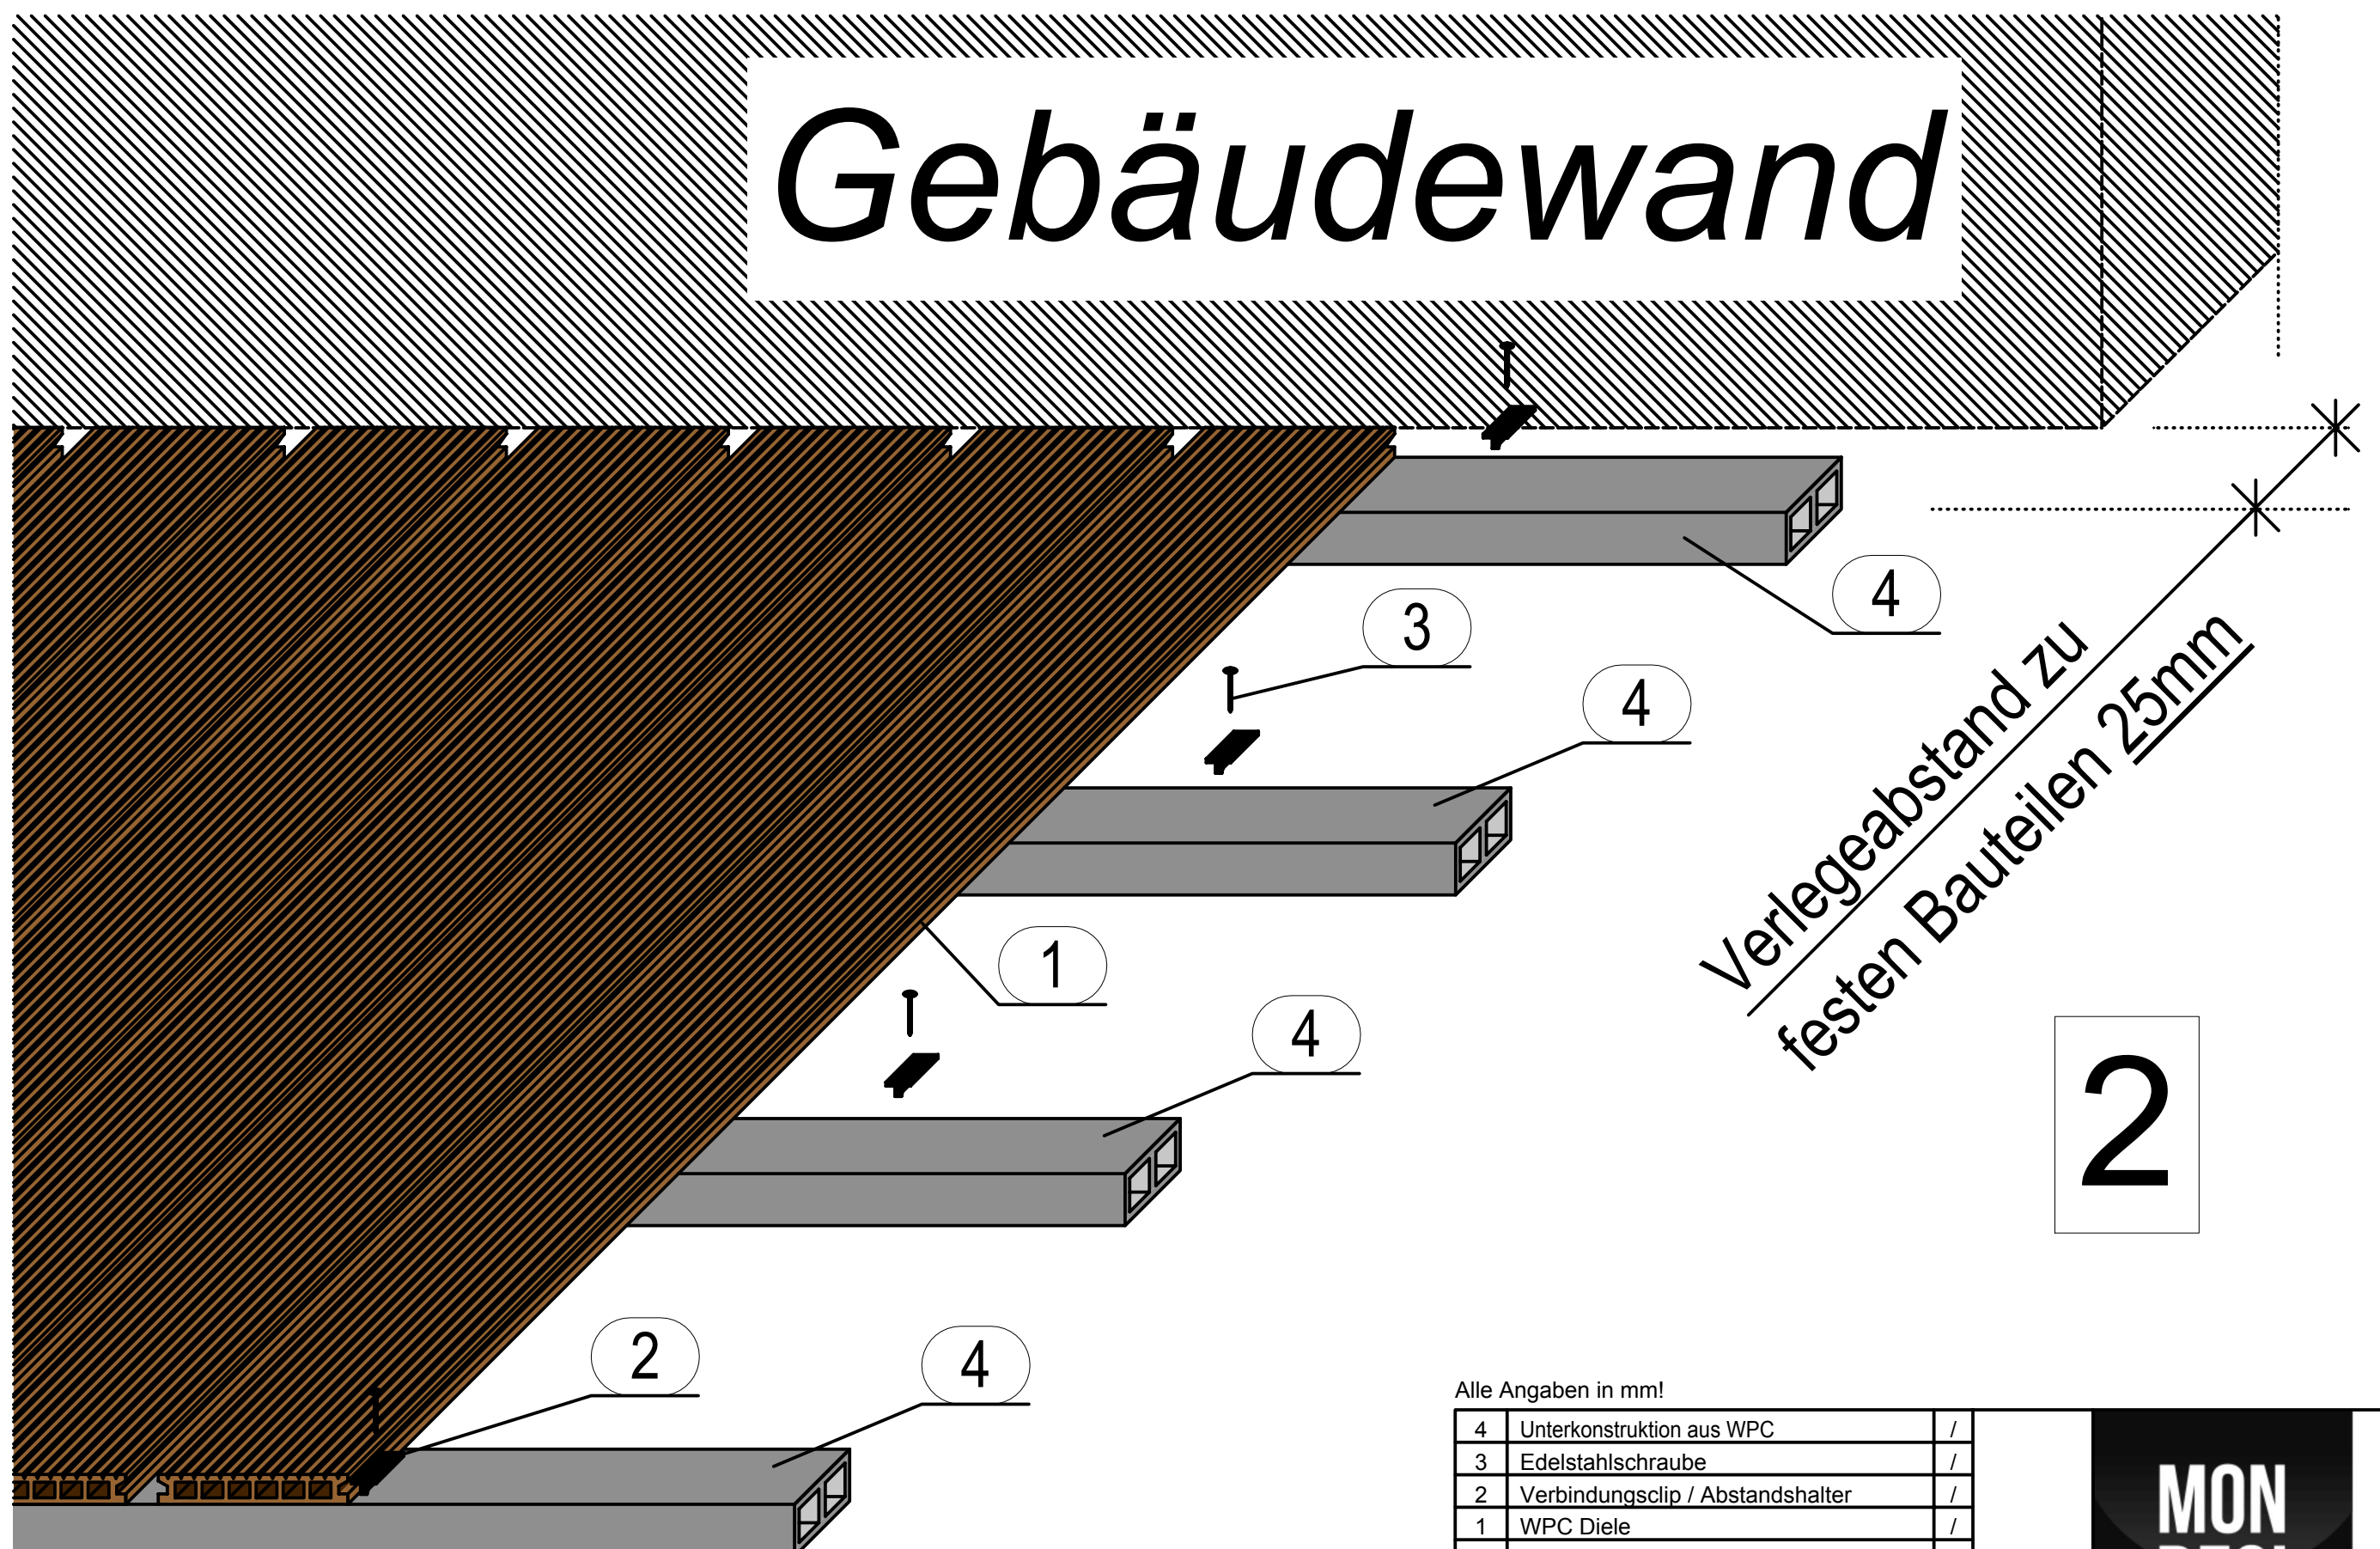 Gebäudewand
4
3
4
Verlegeabstand zu
festen Bauteilen 25mm
1
4
2
2
4
Alle Angaben in mm!
4 Unterkonstruktion aus WPC /
3 Edelstahlschraube /
2 Verbindungsclip / Abstandshalter /
1 WPC Diele /
MON